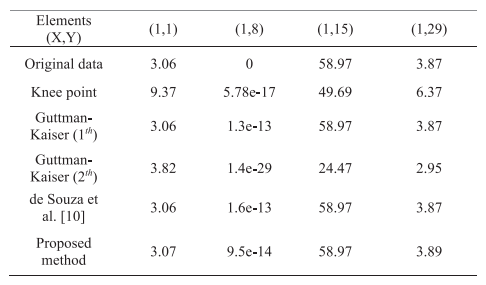 Elements
(X,Y) (1,1) (1,8) (1,15) (1,29)
Original data 3.06 0 58.97 3.87
Knee point 9.37 5.78e-17 49.69 6.37
Guttman-
Kaiser (1th) 3.06 1.3e-13 58.97 3.87
Guttman-
Kaiser (2th) 3.82 1.4e-29 24.47 2.95
de Souza et
al. [10] 3.06 1.6e-13 58.97 3.87
Proposed
method 3.07 9.5e-14 58.97 3.89